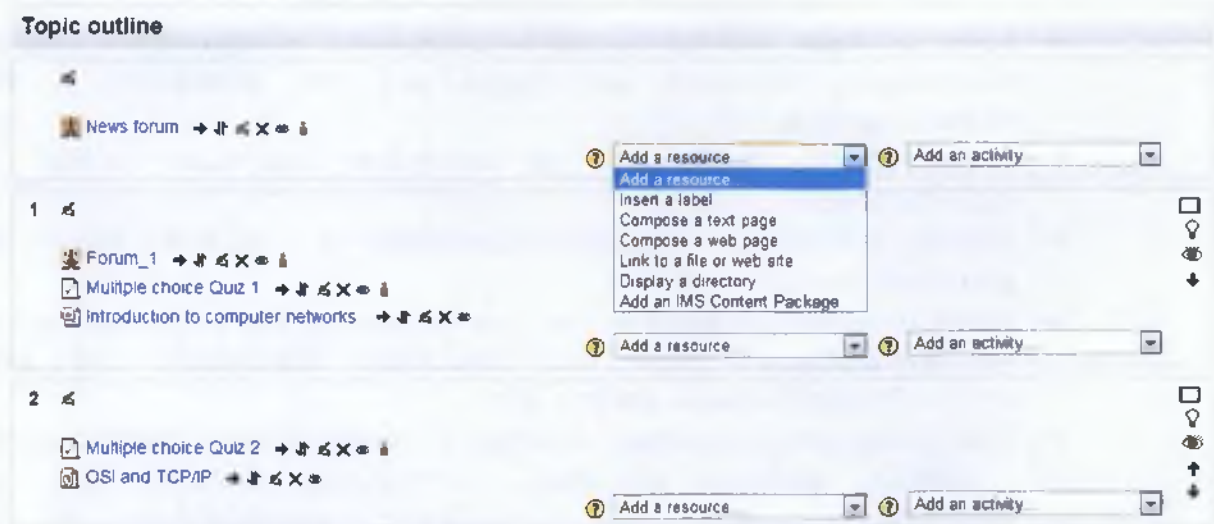 Topic outline
News forum
? Add a resource ? Add an activity
Add a resource...
Insert a label
1
Compose a text page
Compose a web page
Forum_1
Link to a file or web site
Multiple choice Quiz 1
Display a directory
Add an IMS Content Package
Introduction to computer networks
? Add a resource ? Add an activity
2
Multiple choice Quiz 2
OSI and TCP/IP
? Add a resource ? Add an activity